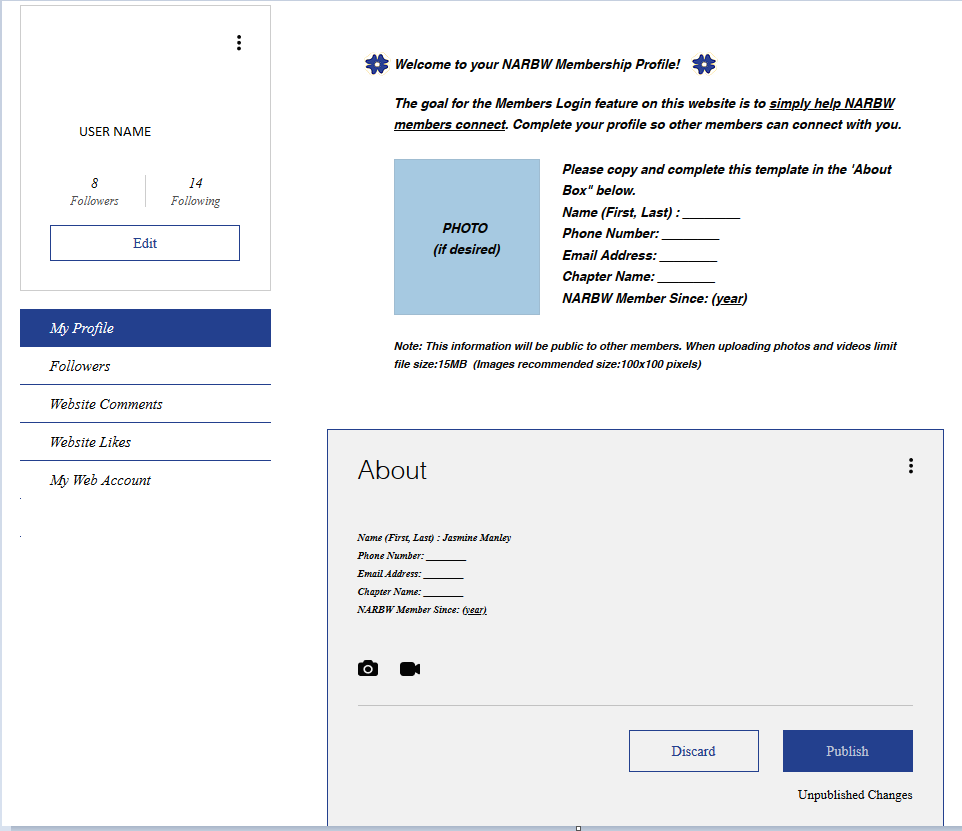 USER NAME
8
Followers
14
Following
Edit
My Profile
Followers
Website Comments
Website Likes
My Web Account
Welcome to your NARBW Membership Profile!
The goal for the Members Login feature on this website is to simply help NARBW
members connect. Complete your profile so other members can connect with you.
PHOTO
(if desired)
Please copy and complete this template in the 'About
Box" below.
Name (First, Last) : ________
Phone Number: ________
Email Address: ________
Chapter Name: ________
NARBW Member Since: (year)
Note: This information will be public to other members. When uploading photos and videos limit
file size:15MB (Images recommended size:100x100 pixels)
About
Name (First, Last) : Jasmine Manley
Phone Number: ________
Email Address: ________
Chapter Name: ________
NARBW Member Since: (year)
Discard
Publish
Unpublished Changes